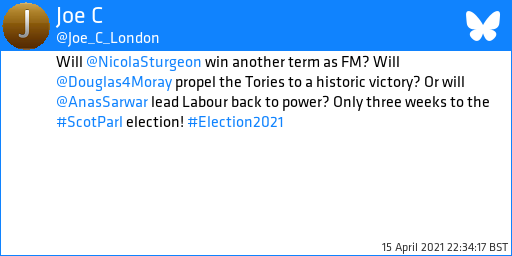 J
Joe C
@Joe_C_London
Will @NicolaSturgeon win another term as FM? Will
@Douglas4Moray propel the Tories to a historic victory? Or will
@AnasSarwar lead Labour back to power? Only three weeks to the
#ScotParl election! #Election2021
15 April 2021 22:34:17 BST